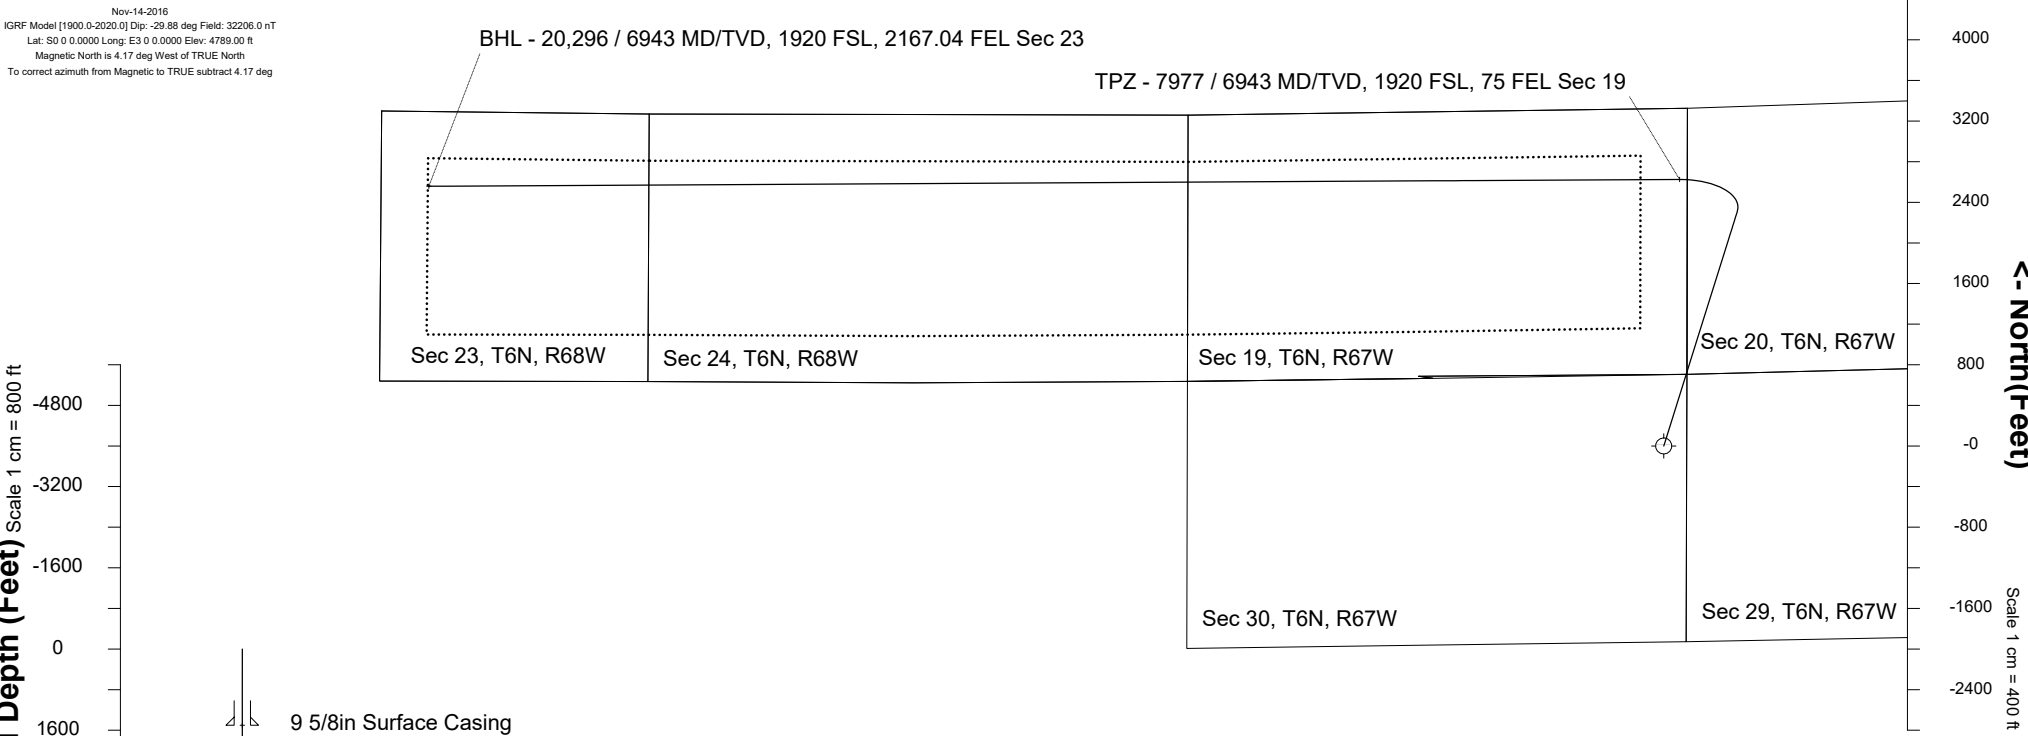 Nov-14-2016
IGRF Model [1900.0-2020.0] Dip: -29.88 deg Field: 32206.0 nT
Lat: S0 0 0.0000 Long: E3 0 0.0000 Elev: 4789.00 ft
Magnetic North is 4.17 deg West of TRUE North
To correct azimuth from Magnetic to TRUE subtract 4.17 deg
BHL - 20,296 / 6943 MD/TVD, 1920 FSL, 2167.04 FEL Sec 23
TPZ - 7977 / 6943 MD/TVD, 1920 FSL, 75 FEL Sec 19
Sec 23, T6N, R68W
Sec 24, T6N, R68W
Sec 19, T6N, R67W
Sec 20, T6N, R67W
Sec 30, T6N, R67W
Sec 29, T6N, R67W
4000
3200
2400
1600
800
-0
-800
-1600
-2400
<- North(Feet)
Scale 1 cm = 400 ft
Depth (Feet) Scale 1 cm = 800 ft
-4800
-3200
-1600
0
1600
9 5/8in Surface Casing